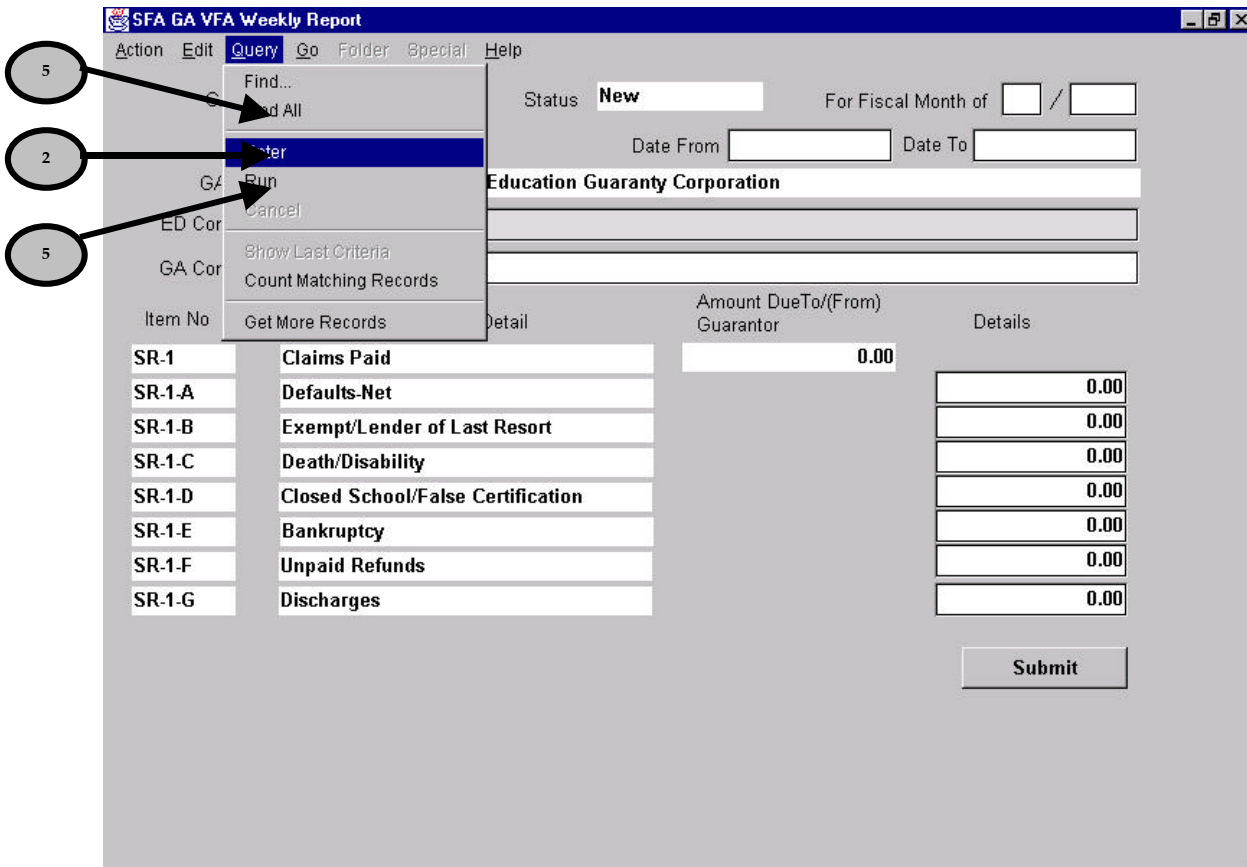 SFA GA VFA Weekly Report
Action Edit Query Go Folder Special Help
5
Find...
Status New For Fiscal Month of /
All
2
Date From Date To
Run
Education Guaranty Corporation
Cancel
ED Cor
5
Show Last Criteria
GA Cor
Count Matching Records
Amount DueTo/(From)
Item No Get More Records Detail Guarantor Details
SR-1 Claims Paid 0.00
SR-1-A Defaults-Net 0.00
SR-1-B Exempt/Lender of Last Resort 0.00
SR-1-C Death/Disability 0.00
SR-1-D Closed School/False Certification 0.00
SR-1-E Bankruptcy 0.00
SR-1-F Unpaid Refunds 0.00
SR-1-G Discharges 0.00
Submit